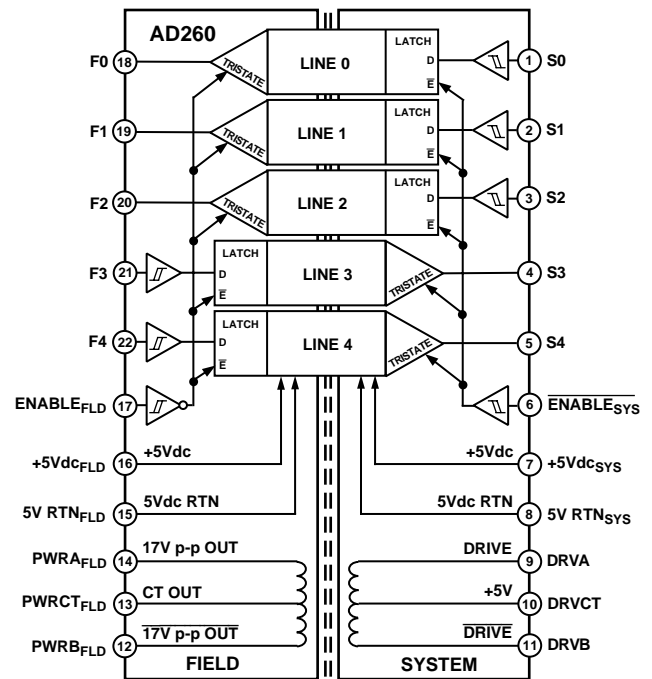 AD260
F0 18 TRISTATE LINE 0 LATCH D E̅ 1 S0
F1 19 TRISTATE LINE 1 LATCH D E̅ 2 S1
F2 20 TRISTATE LINE 2 LATCH D E̅ 3 S2
F3 21 LATCH D E̅ LINE 3 TRISTATE 4 S3
F4 22 LATCH D E̅ LINE 4 TRISTATE 5 S4
ENABLEFLD 17 6 E̅N̅A̅B̅L̅E̅S̅Y̅S̅
+5VdcFLD 16 +5Vdc +5Vdc 7 +5VdcSYS
5V RTNFLD 15 5Vdc RTN 5Vdc RTN 8 5V RTNSYS
PWRAFLD 14 17V p-p OUT DRIVE 9 DRVA
PWRCTFLD 13 CT OUT +5V 10 DRVCT
PWRBFLD 12 1̅7̅V̅ p̅-̅p̅ O̅U̅T̅ D̅R̅I̅V̅E̅ 11 DRVB
FIELD SYSTEM